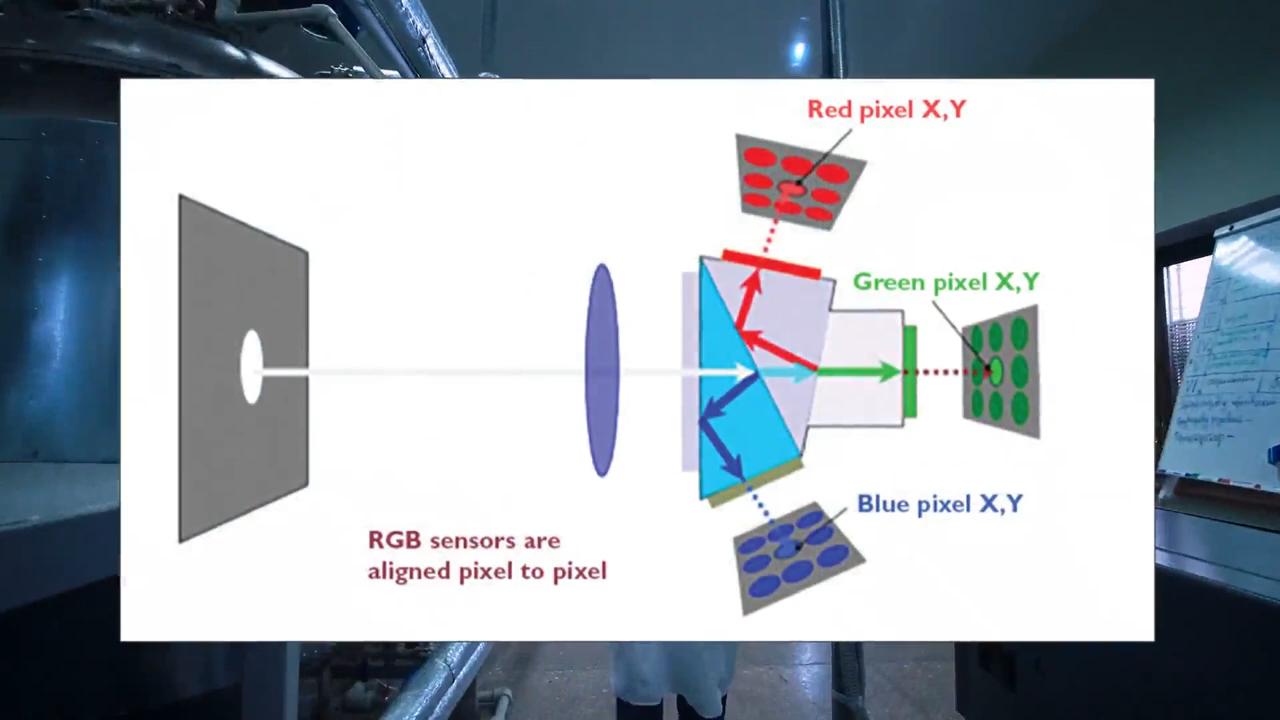 Red pixel X,Y
Green pixel X,Y
Blue pixel X,Y
RGB sensors are
aligned pixel to pixel